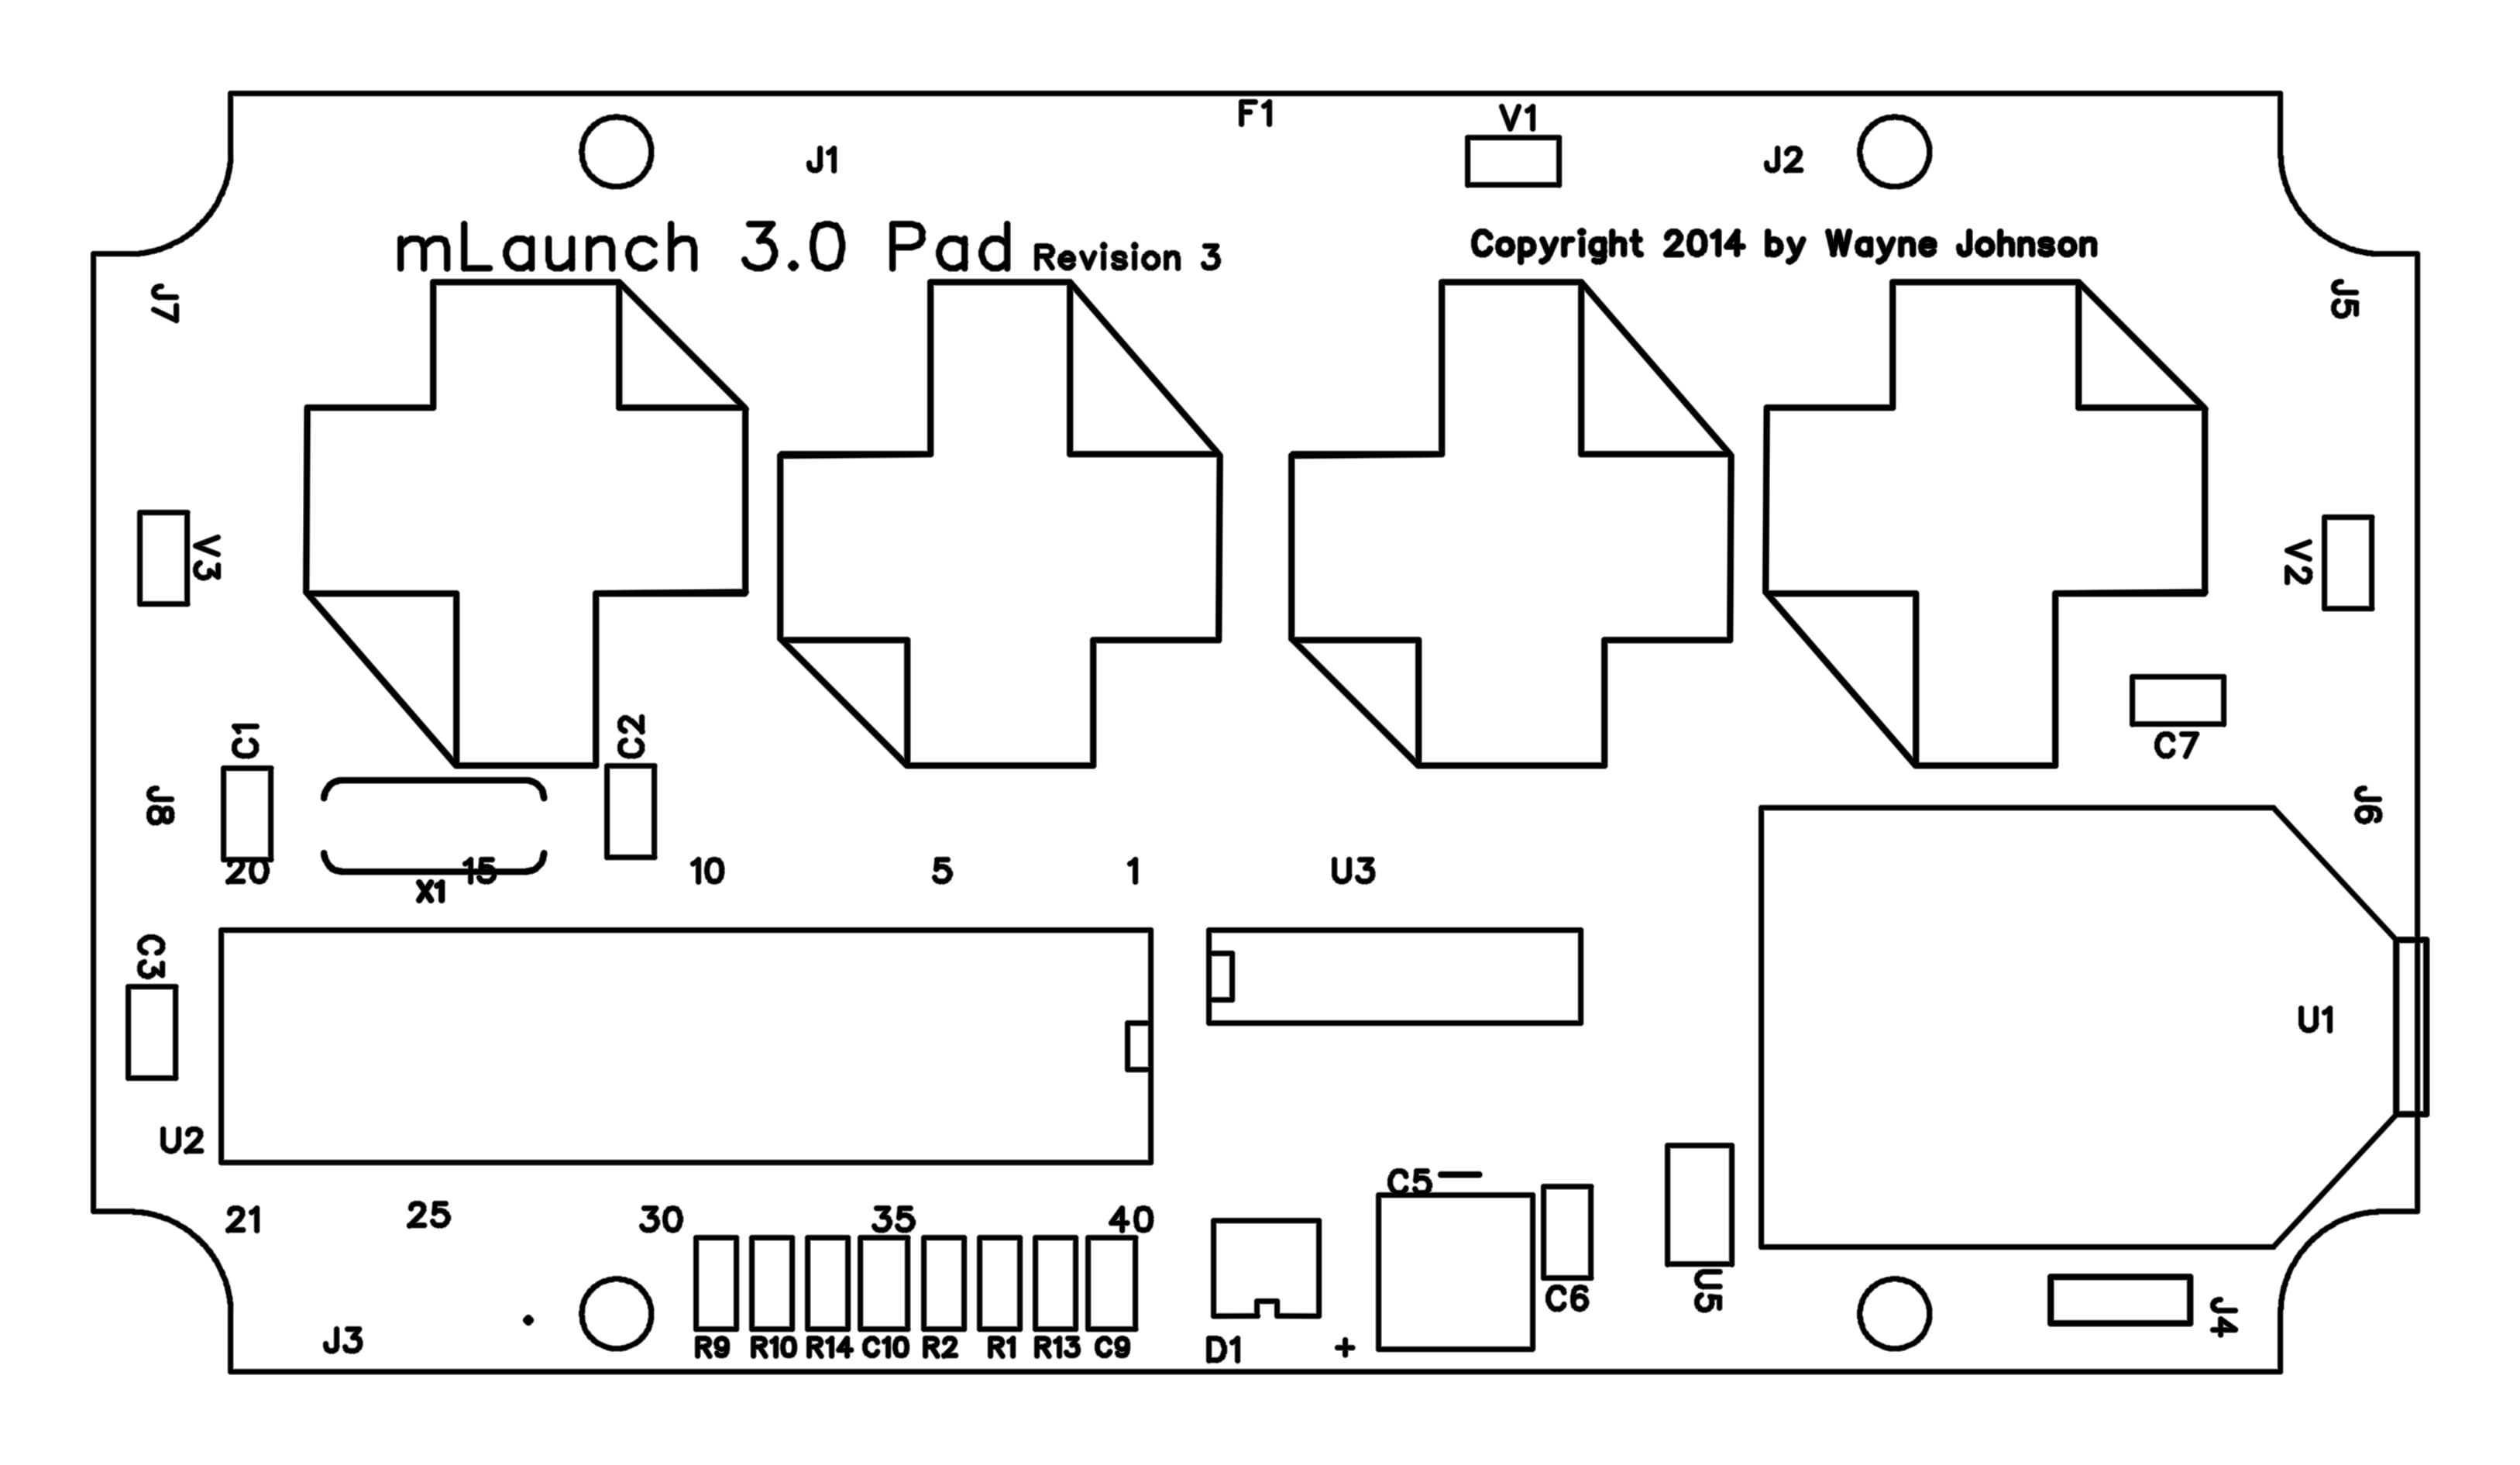 F1
V1
J1
J2
mLaunch 3.0 Pad Revision 3
Copyright 2014 by Wayne Johnson
J7
J5
V3
V2
C1
C2
C7
J8
J6
20
15
10
5
1
U3
X1
C3
U1
U2
C5 —
21
25
30
35
40
U5
C6
J4
J3
R9 R10 R14 C10 R2 R1 R13 C9
D1
+